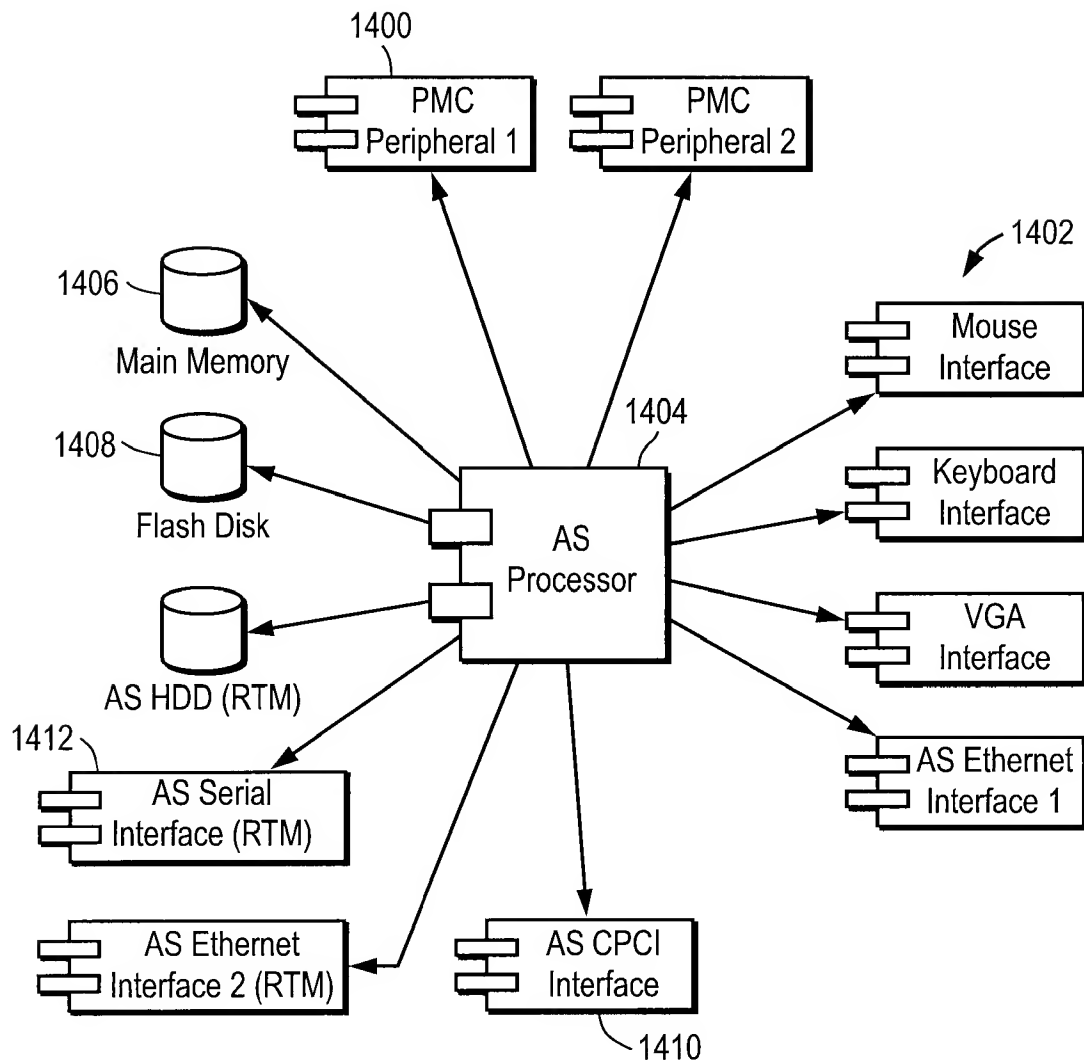 1400
PMC
Peripheral 1
PMC
Peripheral 2
1402
1406
Main Memory
Mouse
Interface
1404
1408
Flash Disk
Keyboard
Interface
AS
Processor
VGA
Interface
AS HDD (RTM)
1412
AS Serial
Interface (RTM)
AS Ethernet
Interface 1
AS Ethernet
Interface 2 (RTM)
AS CPCI
Interface
1410